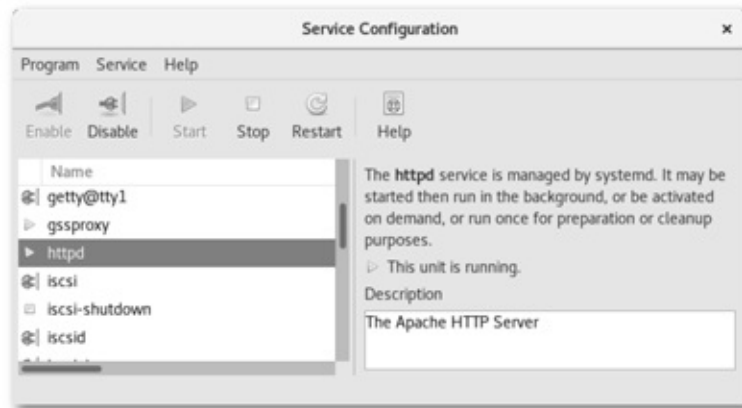 Service Configuration
Program Service Help
Enable Disable Start Stop Restart Help
Name
getty@tty1
gssproxy
httpd
iscsi
iscsi-shutdown
iscsid
The httpd service is managed by systemd. It may be
started then run in the background, or be activated
on demand, or run once for preparation or cleanup
purposes.
This unit is running.
Description
The Apache HTTP Server